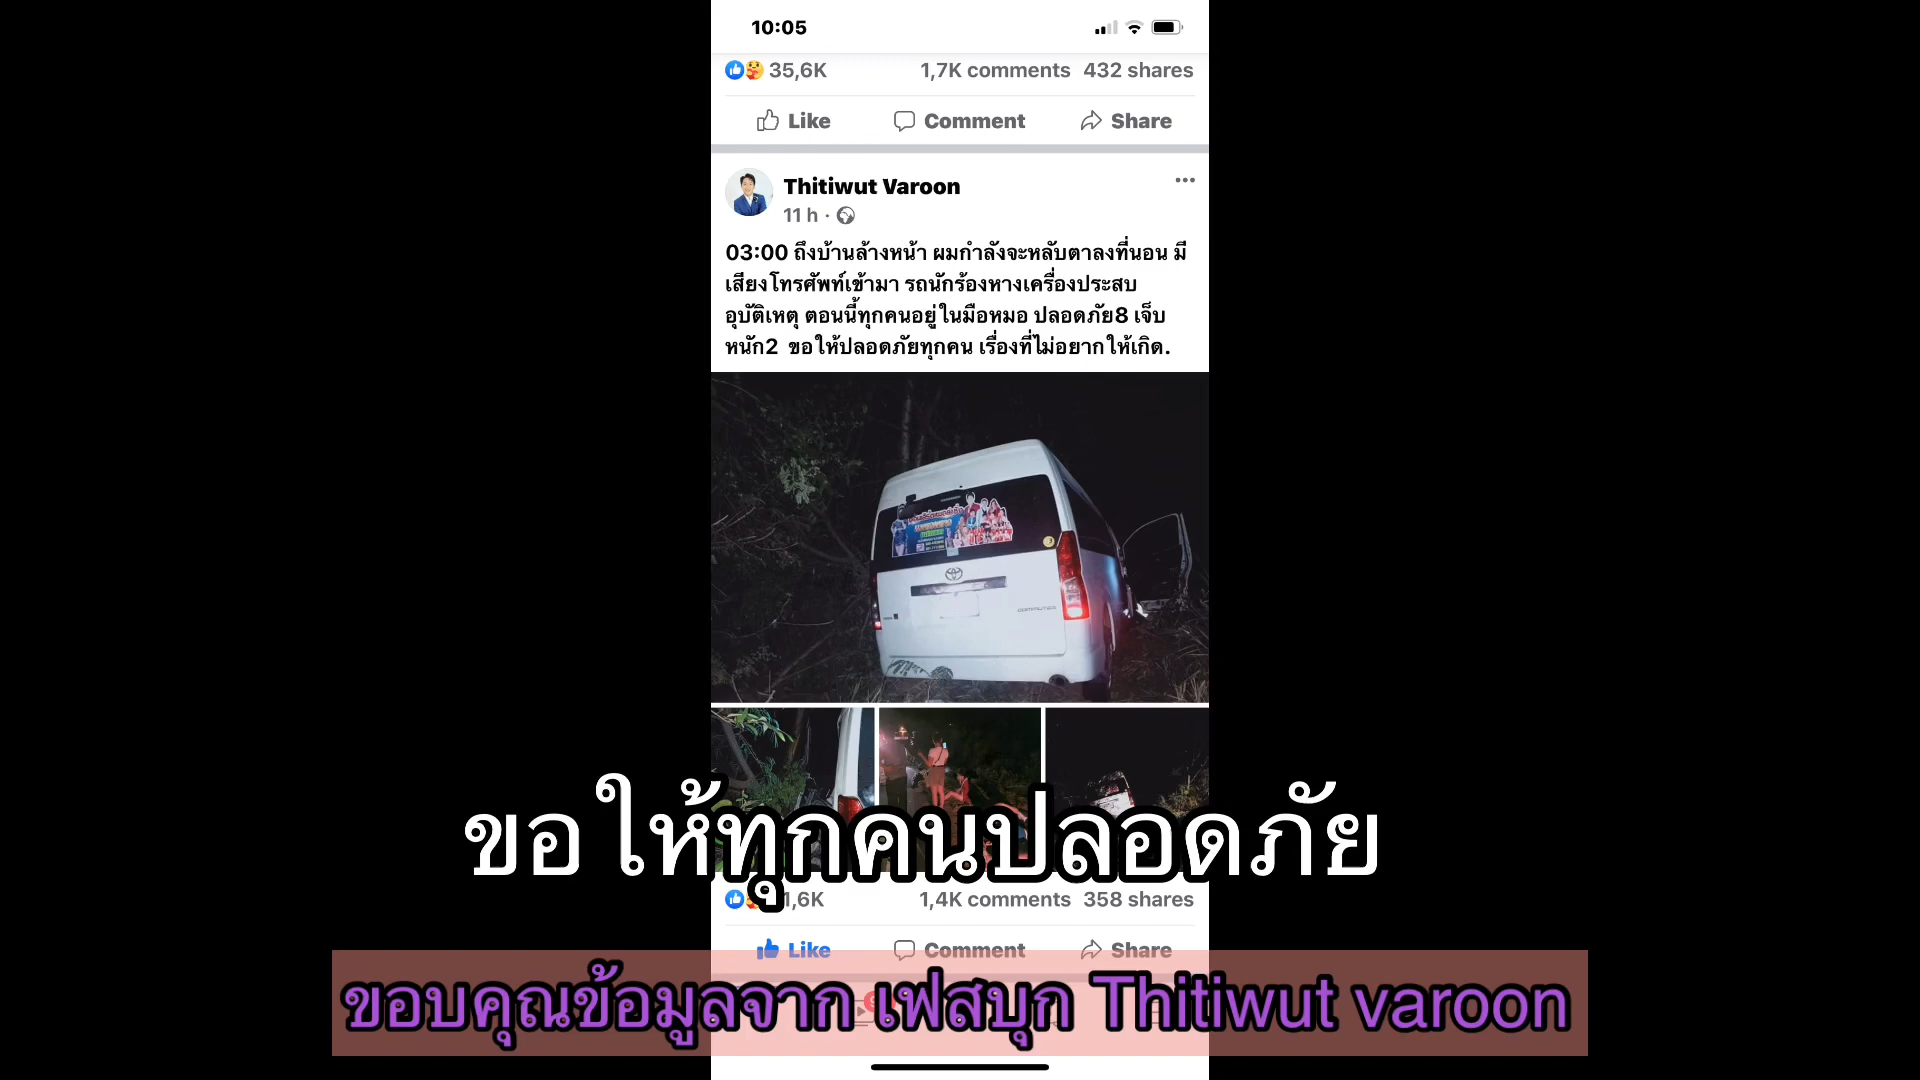 10:05
35,6K 1,7K comments 432 shares
Like Comment Share
Thitiwut Varoon
11 h ·
03:00 ถึงบ้านล้างหน้า ผมกำลังจะหลับตาลงที่นอน มี
เสียงโทรศัพท์เข้ามา รถนักร้องหางเครื่องประสบ
อุบัติเหตุ ตอนนี้ทุกคนอยู่ในมือหมอ ปลอดภัย8 เจ็บ
หนัก2 ขอให้ปลอดภัยทุกคน เรื่องที่ไม่อยากให้เกิด.
COMMUTER
ขอให้ทุกคนปลอดภัย
1,6K 1,4K comments 358 shares
Like Comment Share
ขอบคุณข้อมูลจาก เฟสบุก Thitiwut varoon